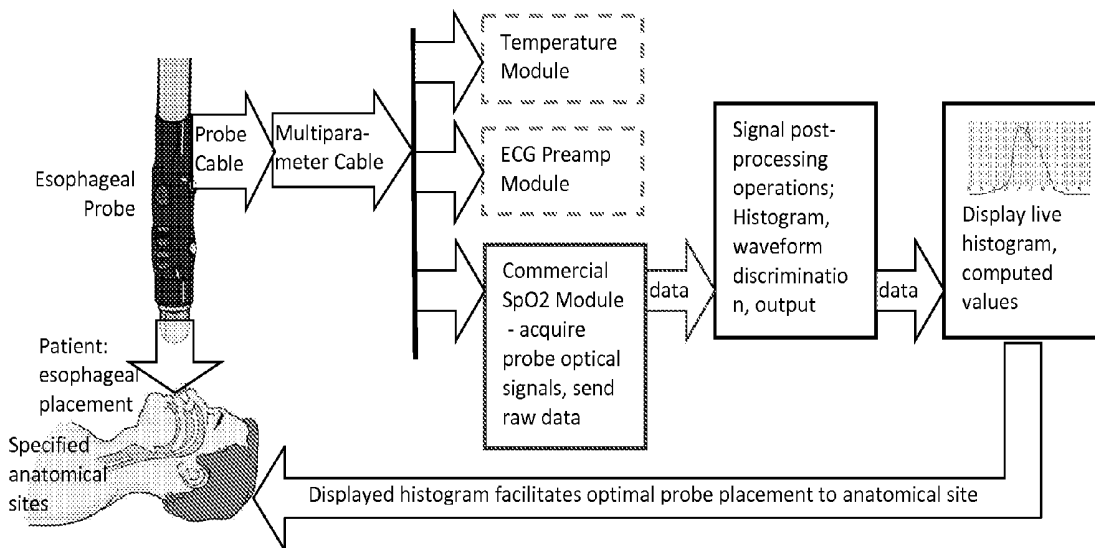 Esophageal
Probe
Probe
Cable
Multipara-
meter Cable
Temperature
Module
ECG Preamp
Module
Commercial
SpO2 Module
- acquire
probe optical
signals, send
raw data
data
Signal post-
processing
operations;
Histogram,
waveform
discriminatio
n, output
data
Display live
histogram,
computed
values
Patient:
esophageal
placement
Specified
anatomical
sites
Displayed histogram facilitates optimal probe placement to anatomical site